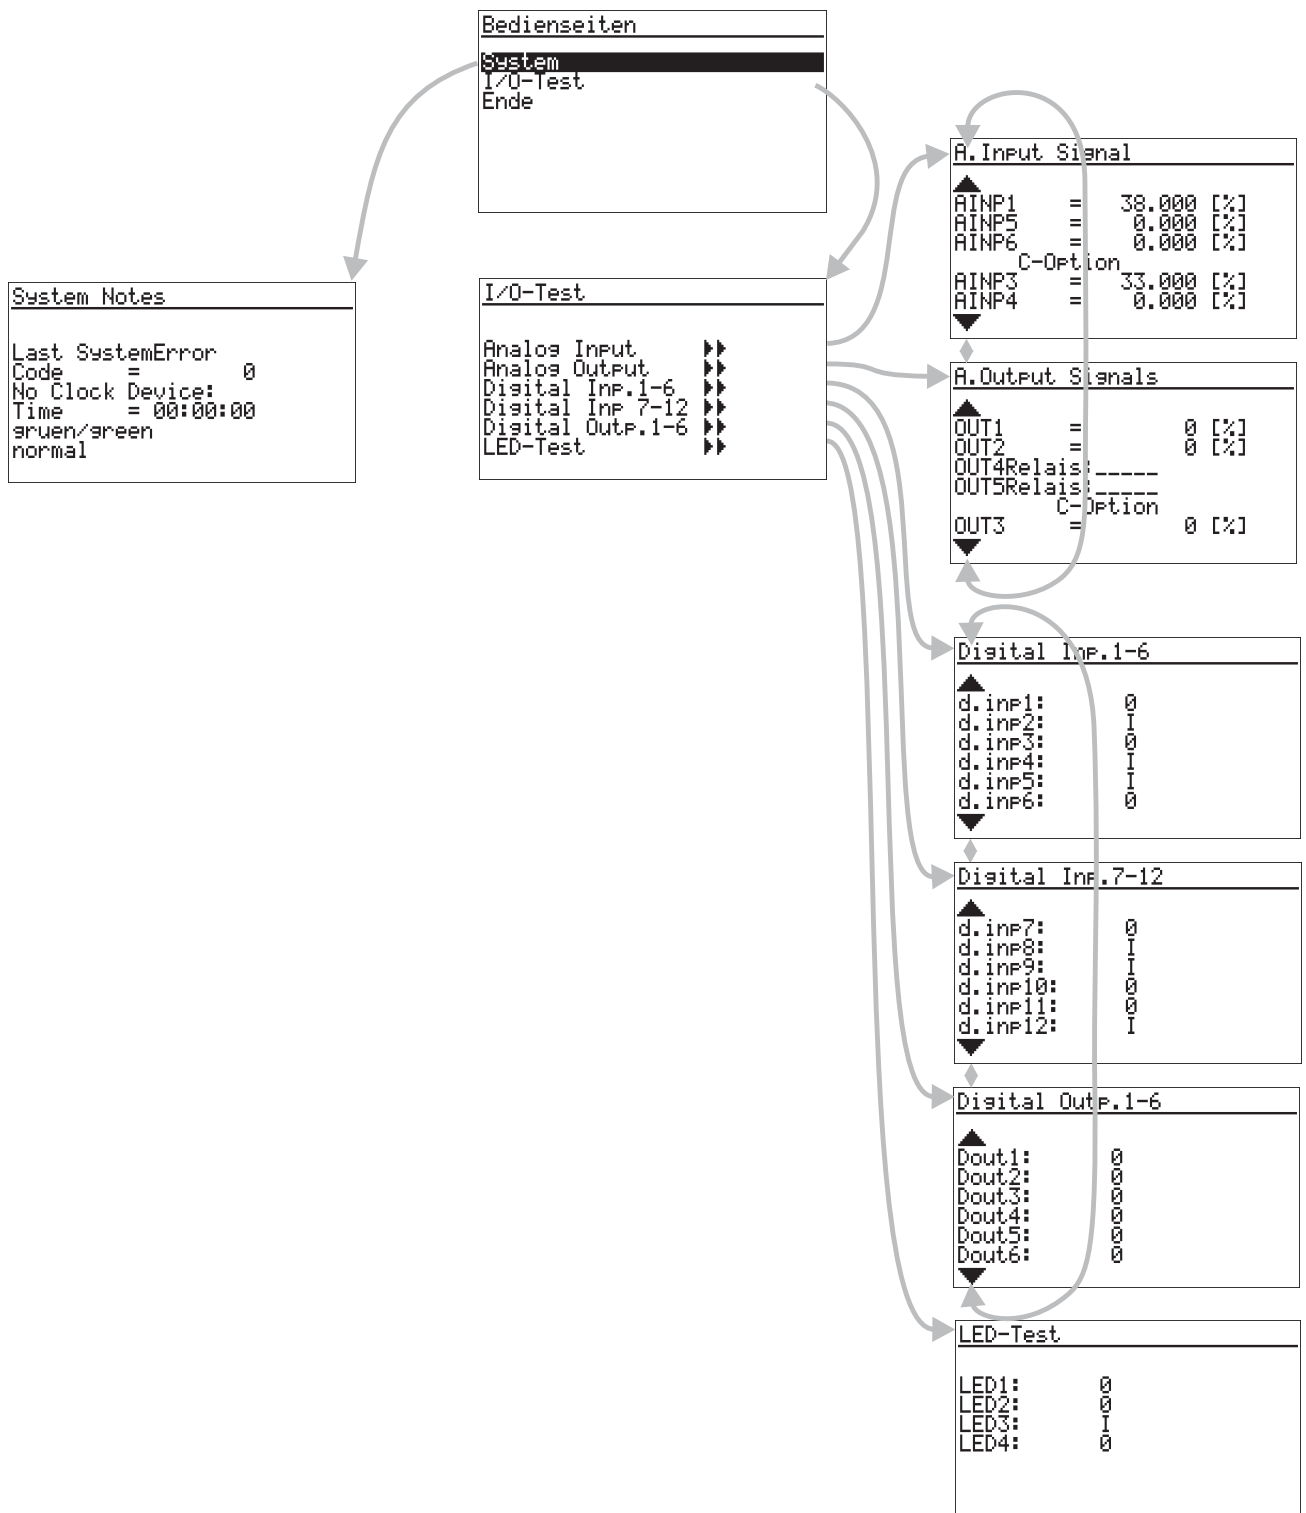 Bedienseiten
System
I/O-Test
Ende
System Notes
Last SystemError
Code = 0
No Clock Device:
Time = 00:00:00
gruen/green
normal
I/O-Test
Analog Input
Analog Output
Digital Inp.1-6
Digital Inp 7-12
Digital Outp.1-6
LED-Test
A.Input Signal
AINP1 = 38.000 [%]
AINP5 = 0.000 [%]
AINP6 = 0.000 [%]
C-Option
AINP3 = 33.000 [%]
AINP4 = 0.000 [%]
A.Output Signals
OUT1 = 0 [%]
OUT2 = 0 [%]
OUT4Relais:_____
OUT5Relais:_____
C-Option
OUT3 = 0 [%]
Digital Inp.1-6
d.inp1: 0
d.inp2: I
d.inp3: 0
d.inp4: I
d.inp5: I
d.inp6: 0
Digital Inp.7-12
d.inp7: 0
d.inp8: I
d.inp9: I
d.inp10: 0
d.inp11: 0
d.inp12: I
Digital Outp.1-6
Dout1: 0
Dout2: 0
Dout3: 0
Dout4: 0
Dout5: 0
Dout6: 0
LED-Test
LED1: 0
LED2: 0
LED3: I
LED4: 0